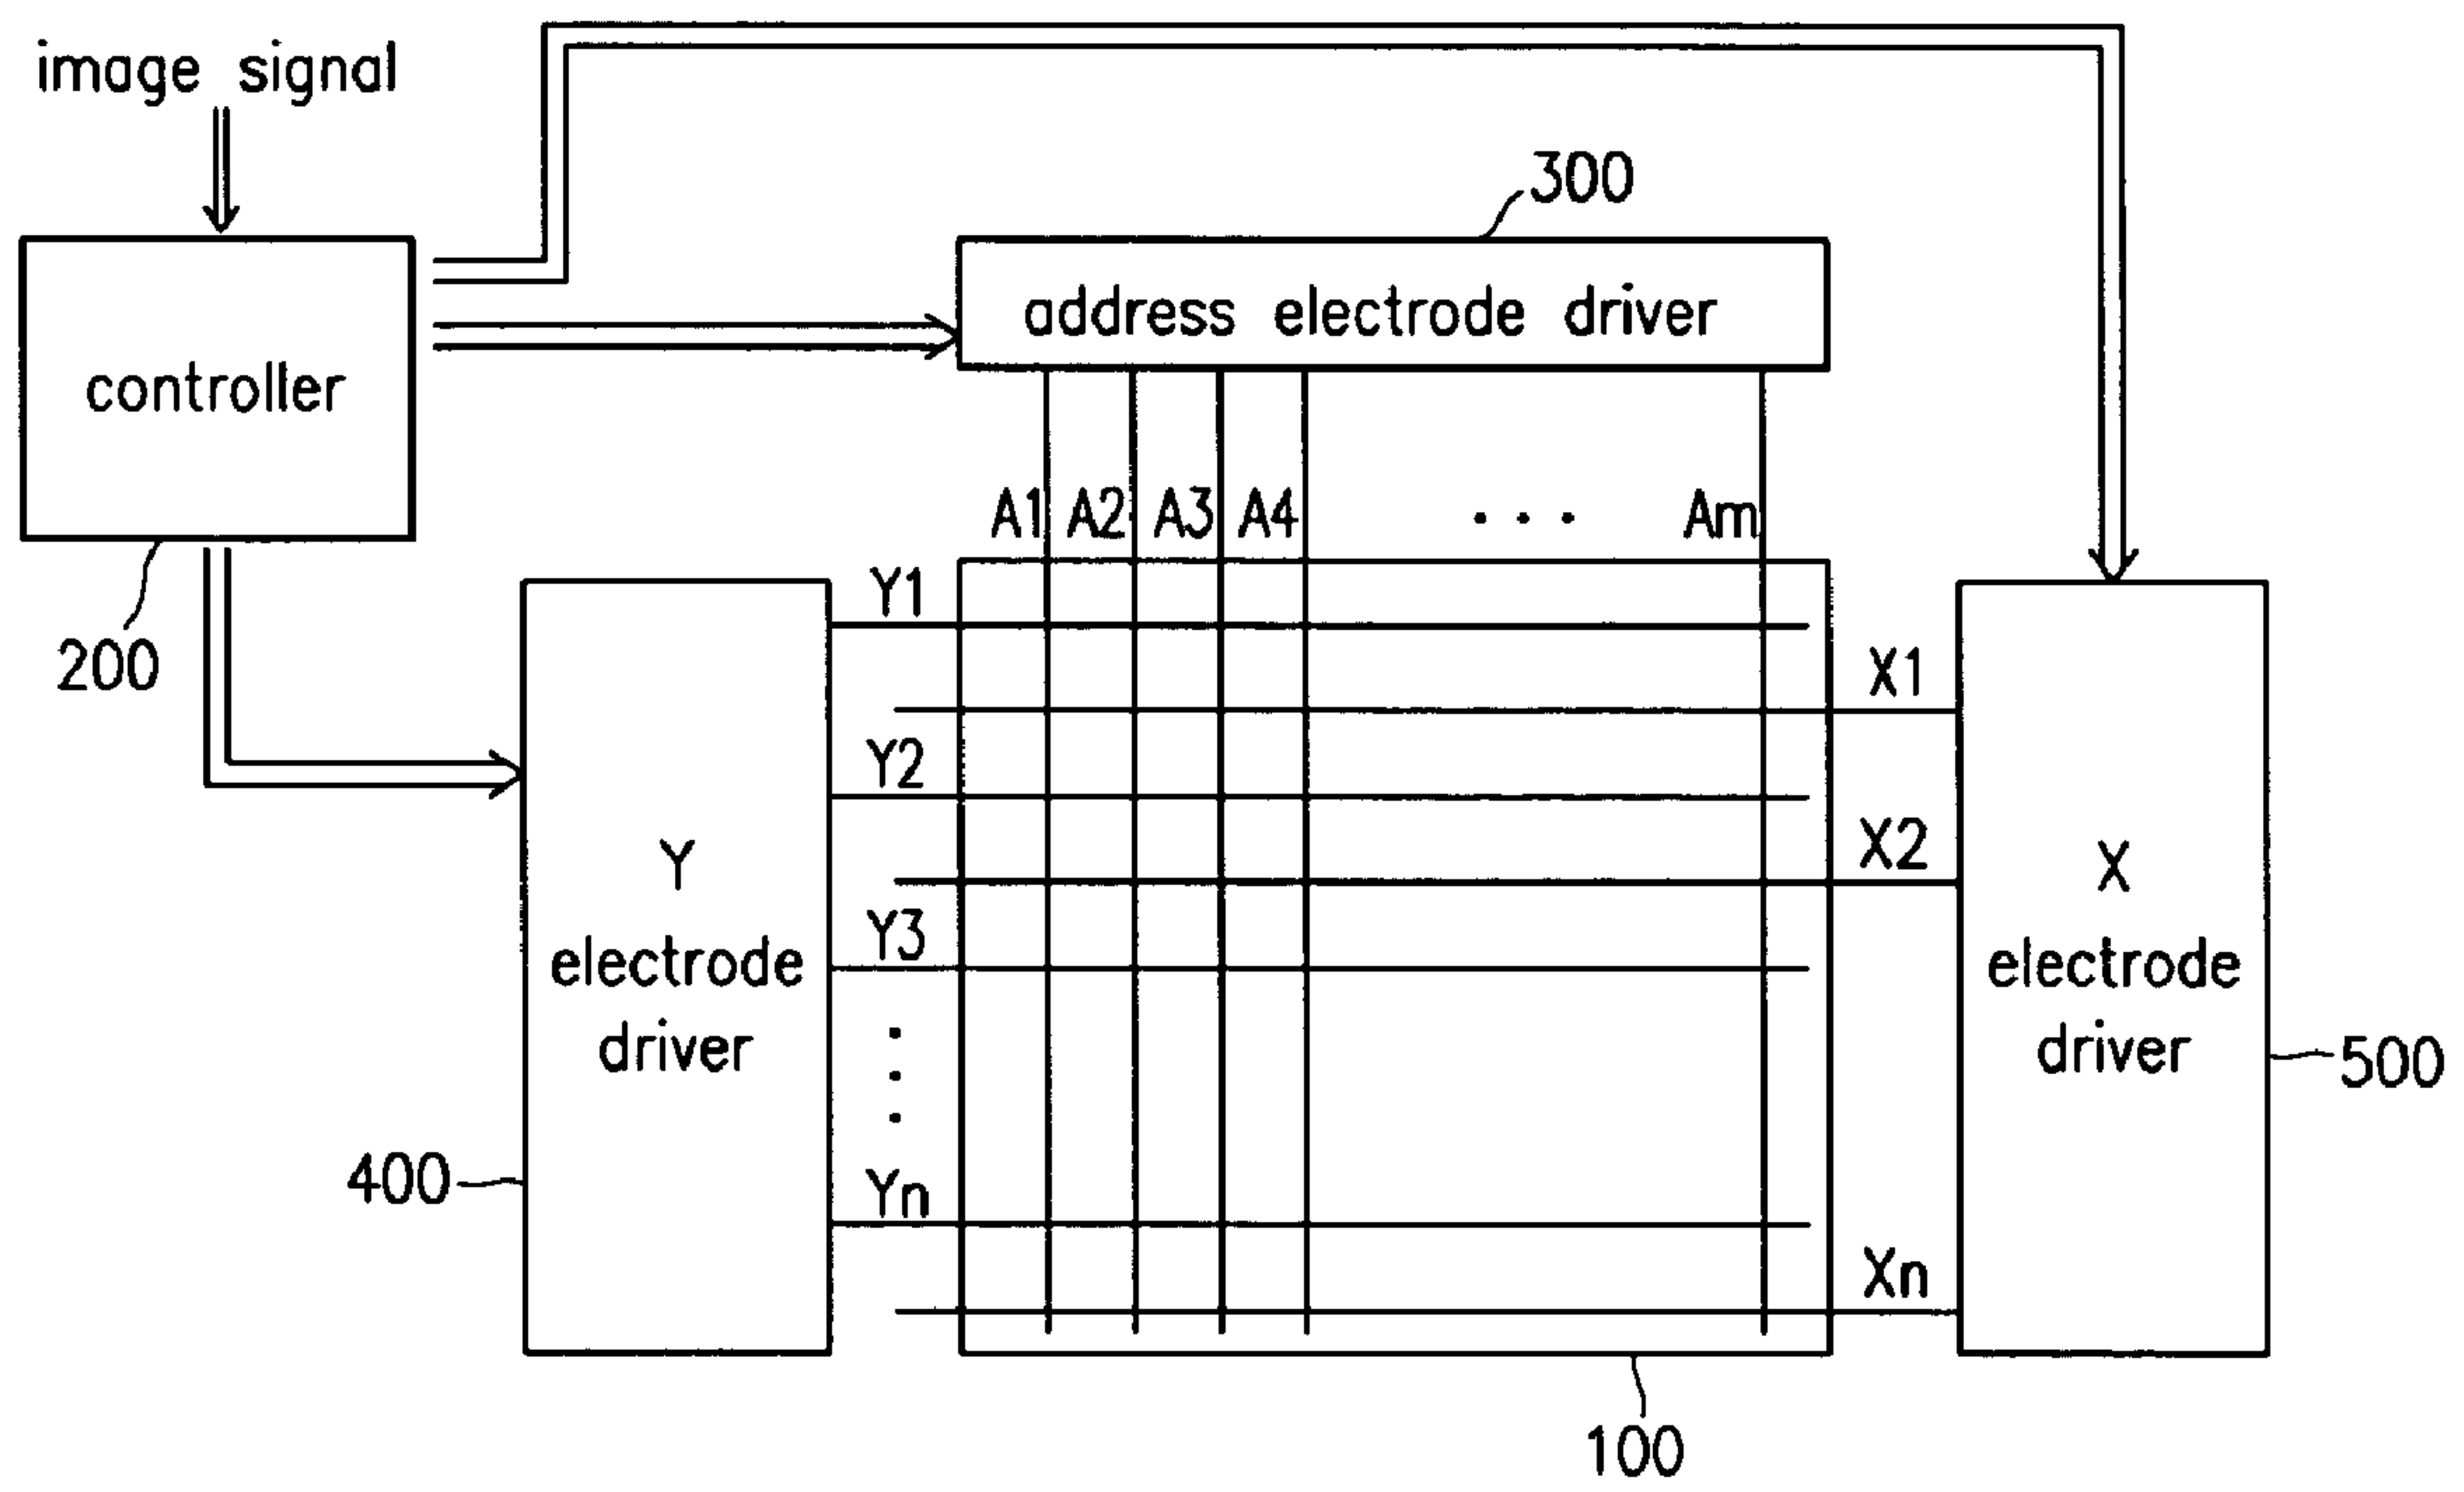 image signal
300
address electrode driver
controller
A1 A2 A3 A4 . . . Am
Y1
200
X1
Y2
X2
Y
electrode
driver
X
electrode
driver
Y3
.
.
.
500
400
Yn
Xn
100